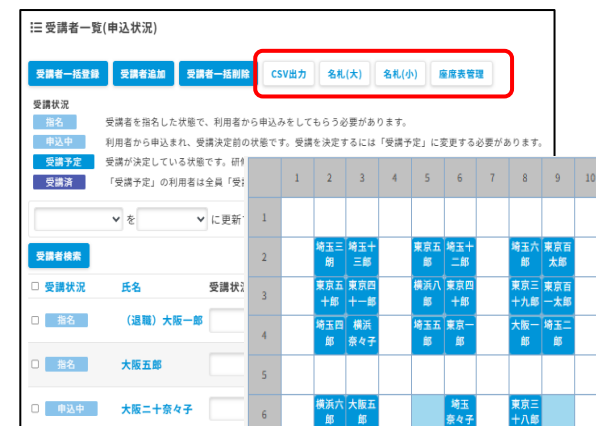 受講者一覧(申込状況)
受講者一括登録 受講者追加 受講者一括削除 CSV出力 名札(大) 名札(小) 座席表管理
受講状況
指名 受講者を指名した状態で、利用者から申込みをしてもらう必要があります。
申込中 利用者から申込まれ、受講決定前の状態です。受講を決定するには「受講予定」に変更する必要があります。
受講予定 受講が決定している状態です。研
受講済 「受講予定」の利用者は全員「受
を に更新
受講者検索
受講状況 氏名 受講状
指名 (退職) 大阪一郎
指名 大阪五郎
申込中 大阪二十奈々子
1 2 3 4 5 6 7 8 9 10
1
2 埼玉三朗 埼玉十三郎 東京五郎 埼玉十二郎 埼玉六郎 東京百太郎
3 東京五十郎 東京四十一郎 横浜八郎 東京四十郎 東京三十九郎 東京百一太郎
4 埼玉四郎 横浜奈々子 埼玉五郎 東京一郎 大阪一郎 埼玉二郎
5
6 横浜六郎 大阪五郎 埼玉奈々子 東京三十八郎